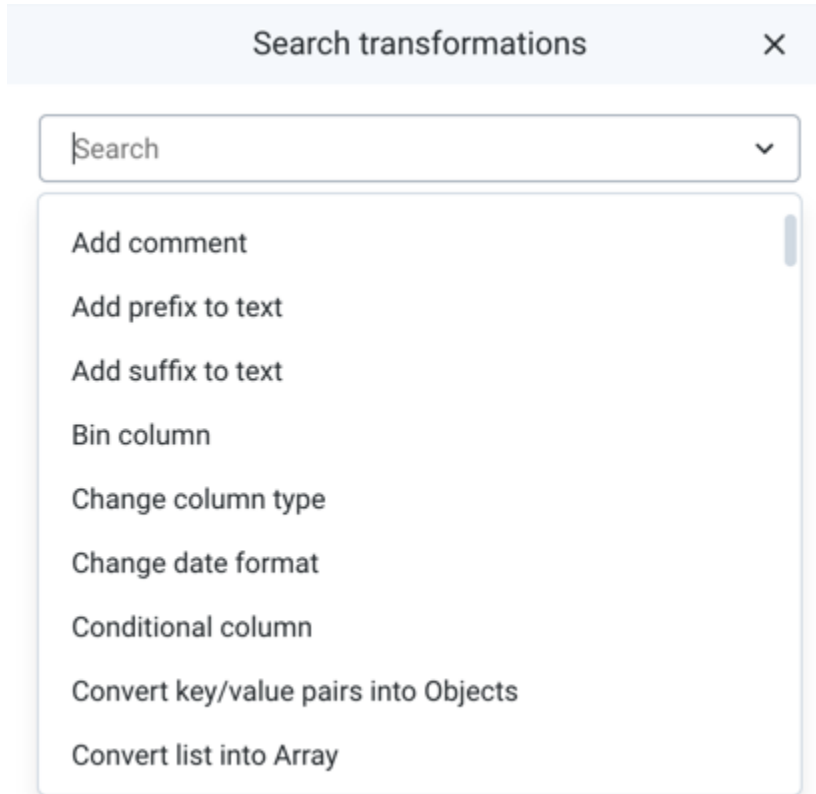 Search transformations
Search
Add comment
Add prefix to text
Add suffix to text
Bin column
Change column type
Change date format
Conditional column
Convert key/value pairs into Objects
Convert list into Array